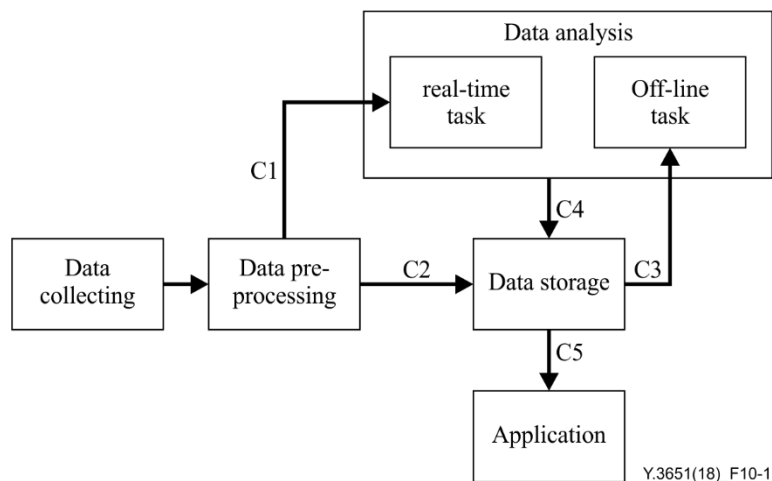 Data analysis
real-time
task
Off-line
task
C1
C4
Data
collecting
Data pre-
processing
C2
Data storage
C3
C5
Application
Y.3651(18)_F10-1